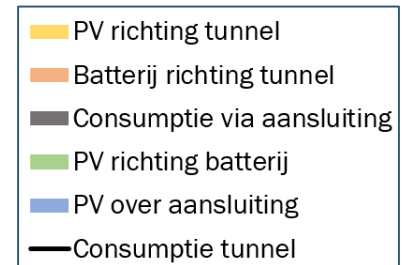 PV richting tunnel
Batterij richting tunnel
Consumptie via aansluiting
PV richting batterij
PV over aansluiting
Consumptie tunnel